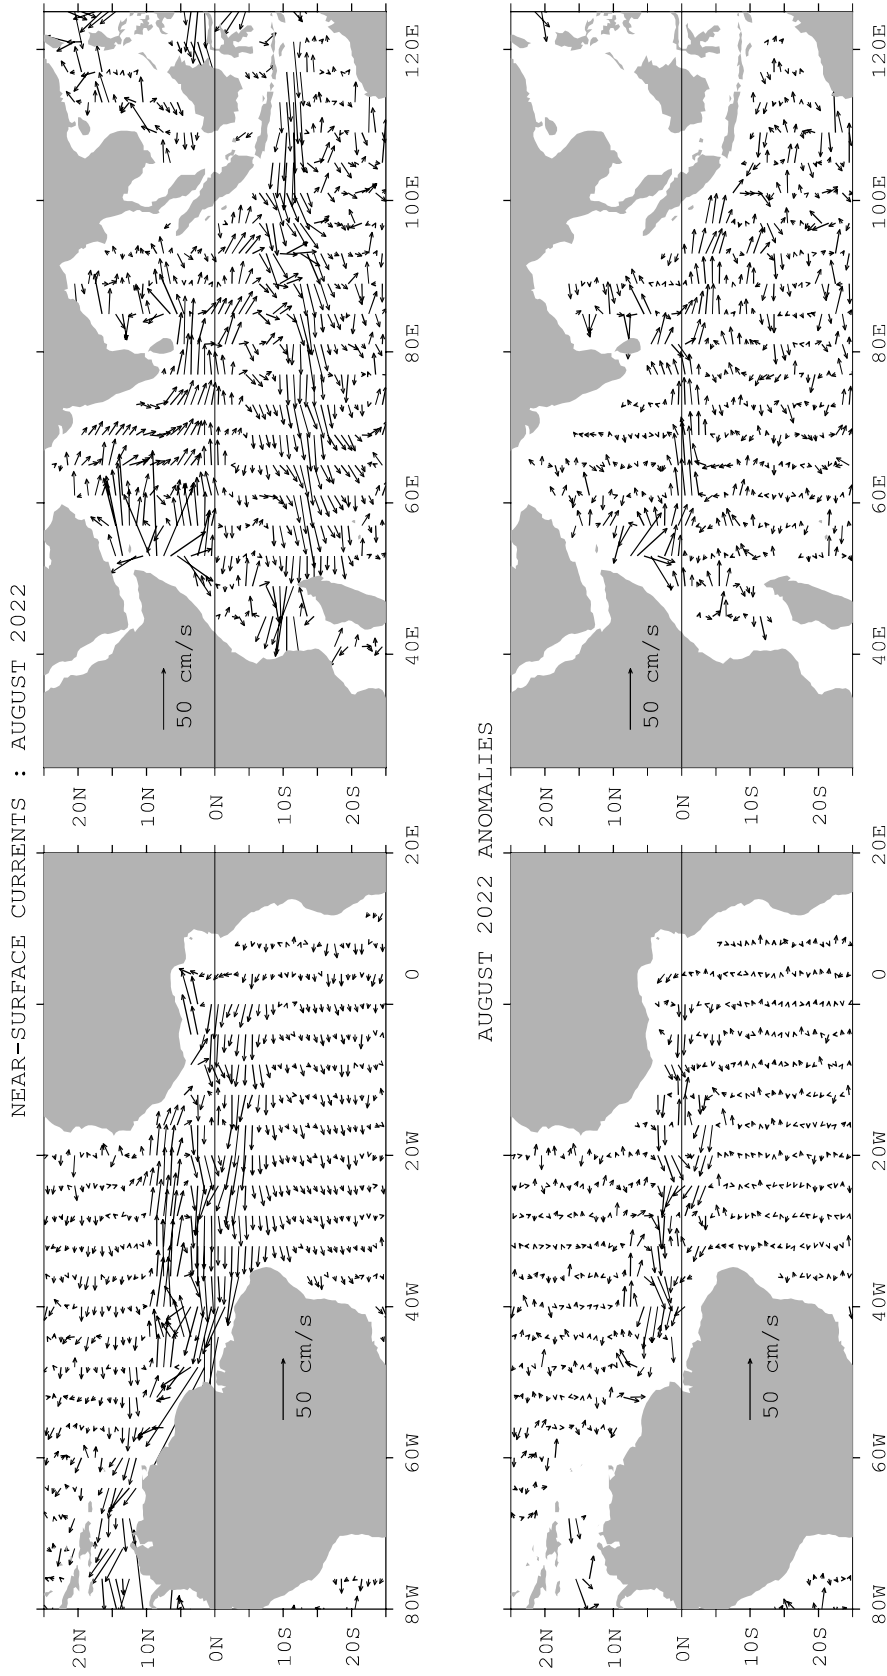 NEAR-SURFACE CURRENTS : AUGUST 2022
20N
10N
0N
10S
20S
80W
60W
40W
20W
0
20E
50 cm/s
20N
10N
0N
10S
20S
40E
60E
80E
100E
120E
50 cm/s
AUGUST 2022 ANOMALIES
20N
10N
0N
10S
20S
80W
60W
40W
20W
0
20E
50 cm/s
20N
10N
0N
10S
20S
40E
60E
80E
100E
120E
50 cm/s